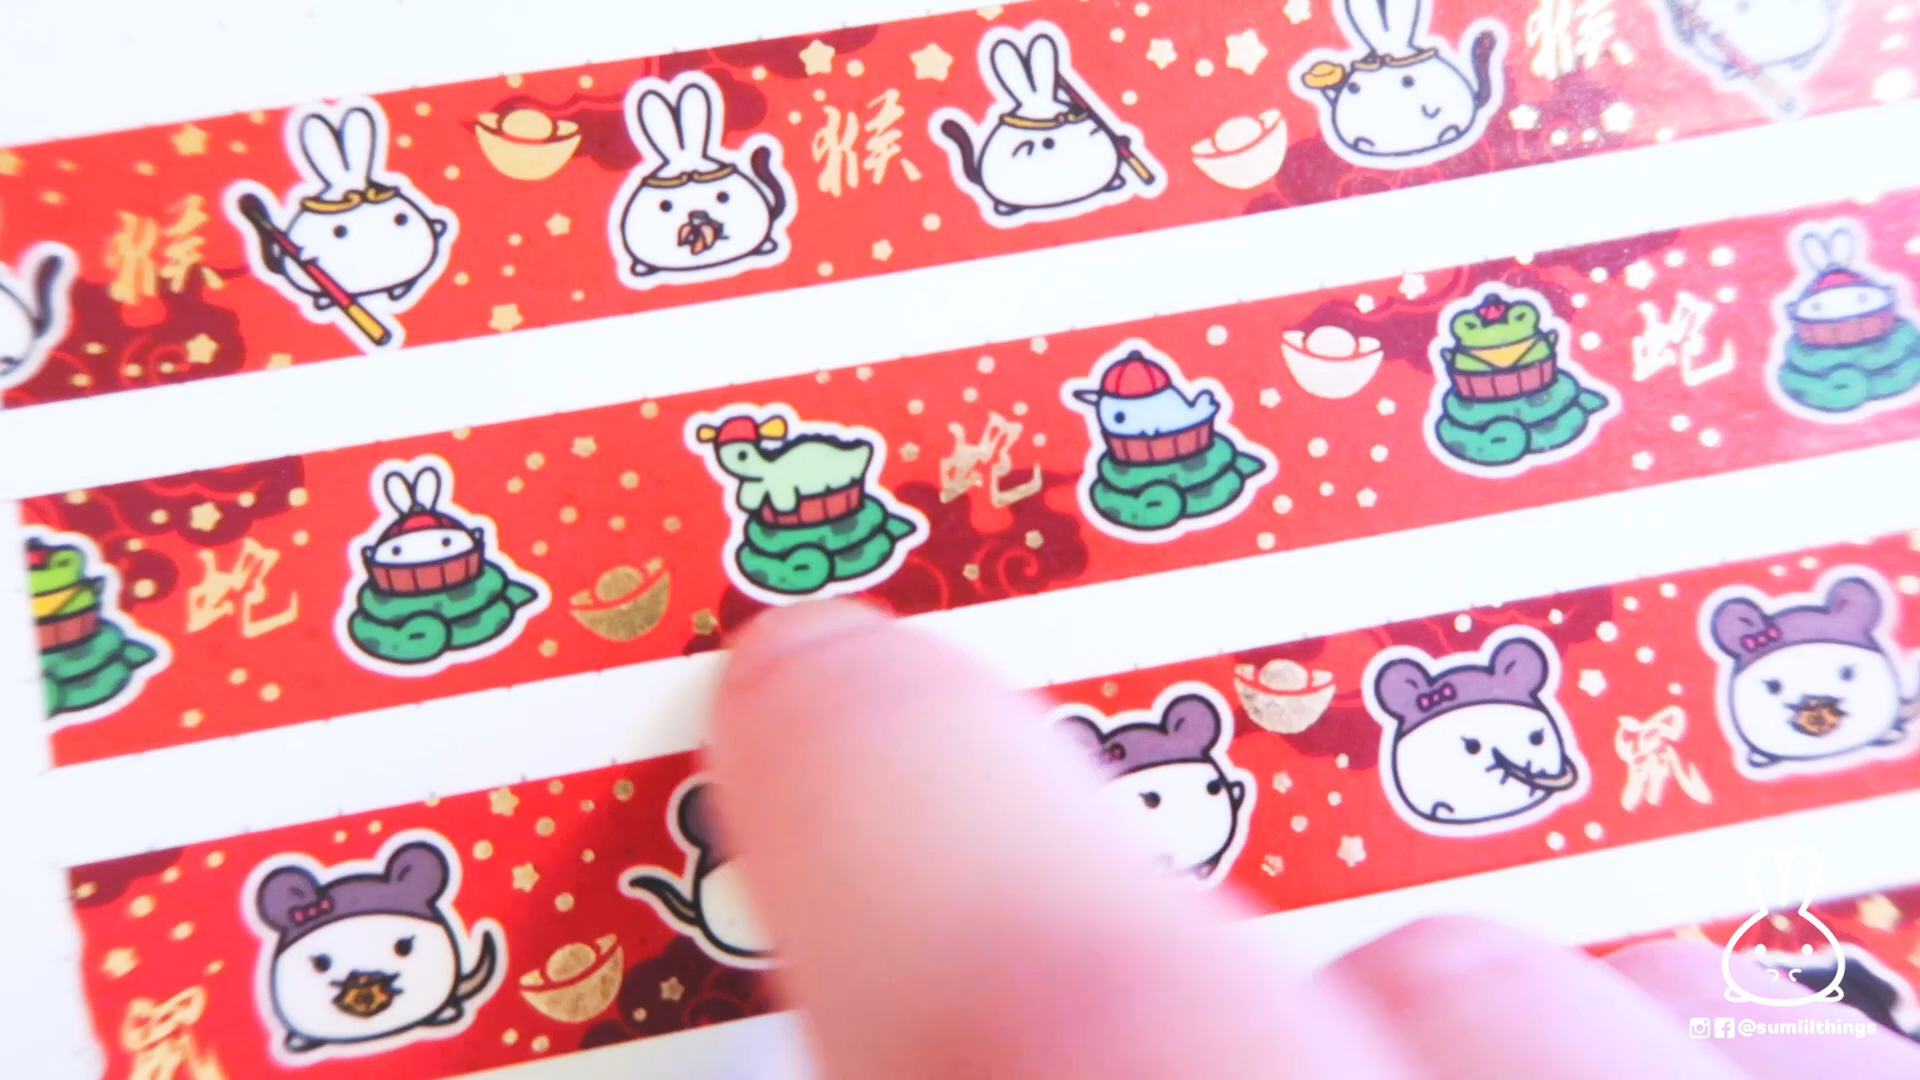 猴 猴 猴
蛇 蛇 蛇
鼠
鼠
@sumlilthings